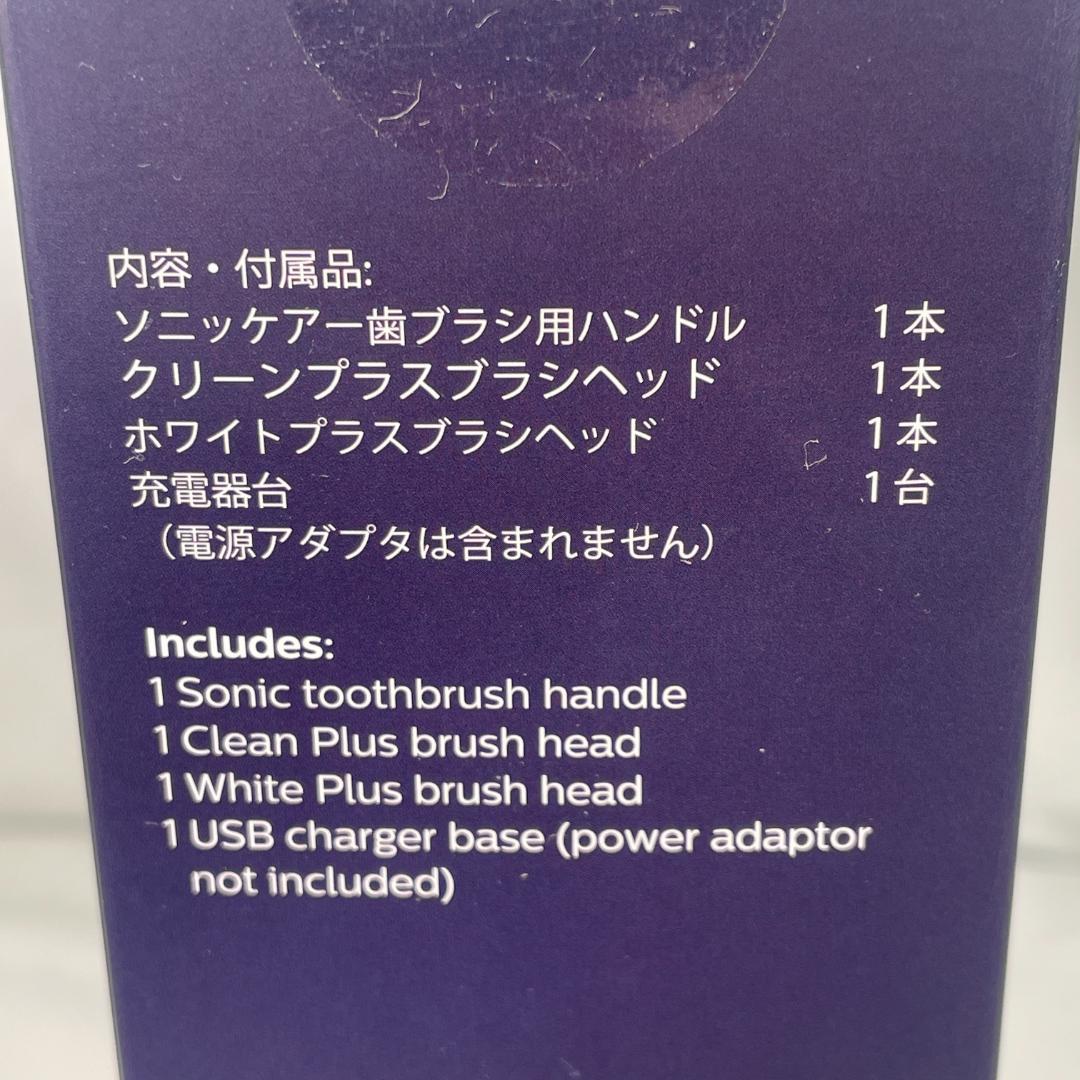 内容・付属品:
ソニッケアー歯ブラシ用ハンドル 1本
クリーンプラスブラシヘッド 1本
ホワイトプラスブラシヘッド 1本
充電器台 1台
（電源アダプタは含まれません）
Includes:
1 Sonic toothbrush handle
1 Clean Plus brush head
1 White Plus brush head
1 USB charger base (power adaptor
not included)